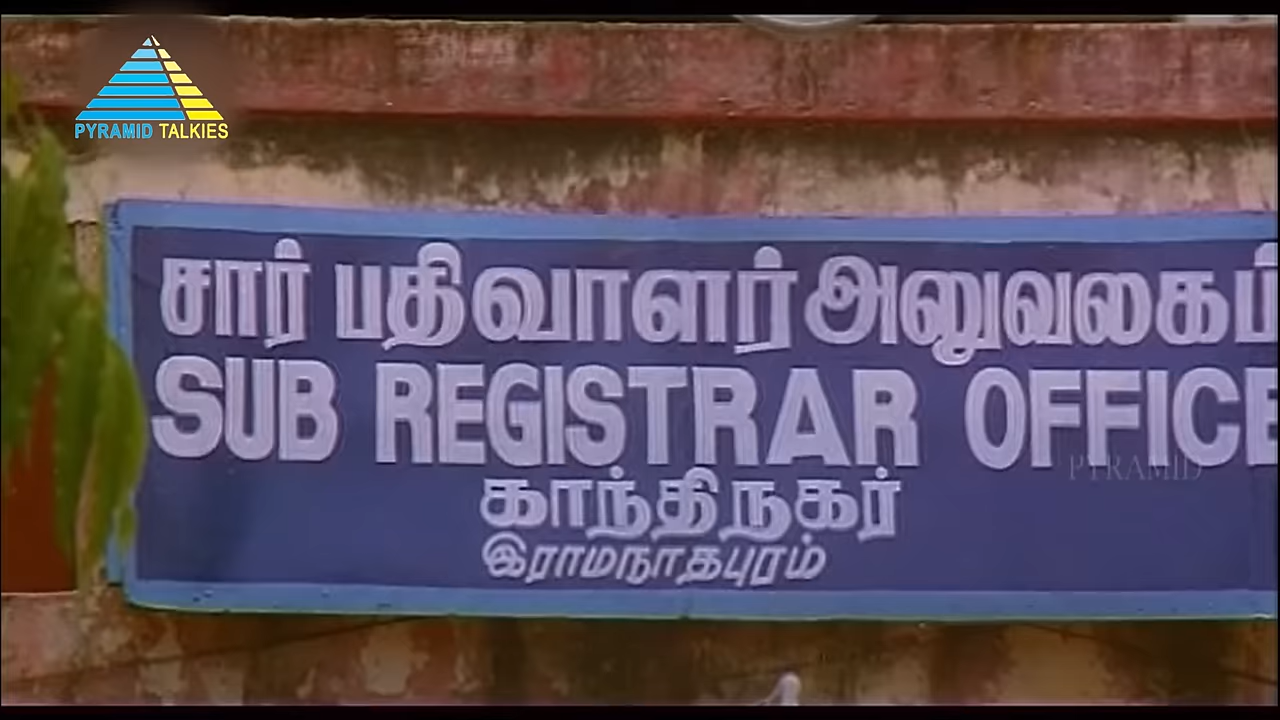 PYRAMID TALKIES
சார் பதிவாளர் அலுவலகம்
SUB REGISTRAR OFFICE
PYRAMID
காந்திநகர்
இராமநாதபுரம்